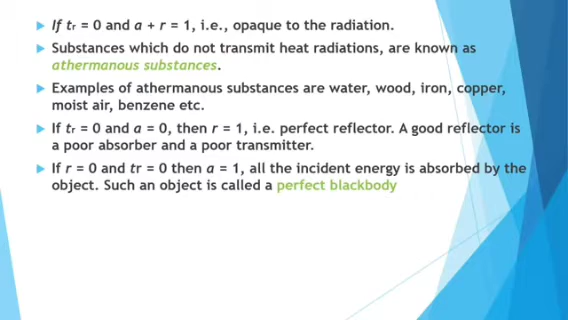 If tr = 0 and a + r = 1, i.e., opaque to the radiation.
Substances which do not transmit heat radiations, are known as
athermanous substances.
Examples of athermanous substances are water, wood, iron, copper,
moist air, benzene etc.
If tr = 0 and a = 0, then r = 1, i.e. perfect reflector. A good reflector is
a poor absorber and a poor transmitter.
If r = 0 and tr = 0 then a = 1, all the incident energy is absorbed by the
object. Such an object is called a perfect blackbody